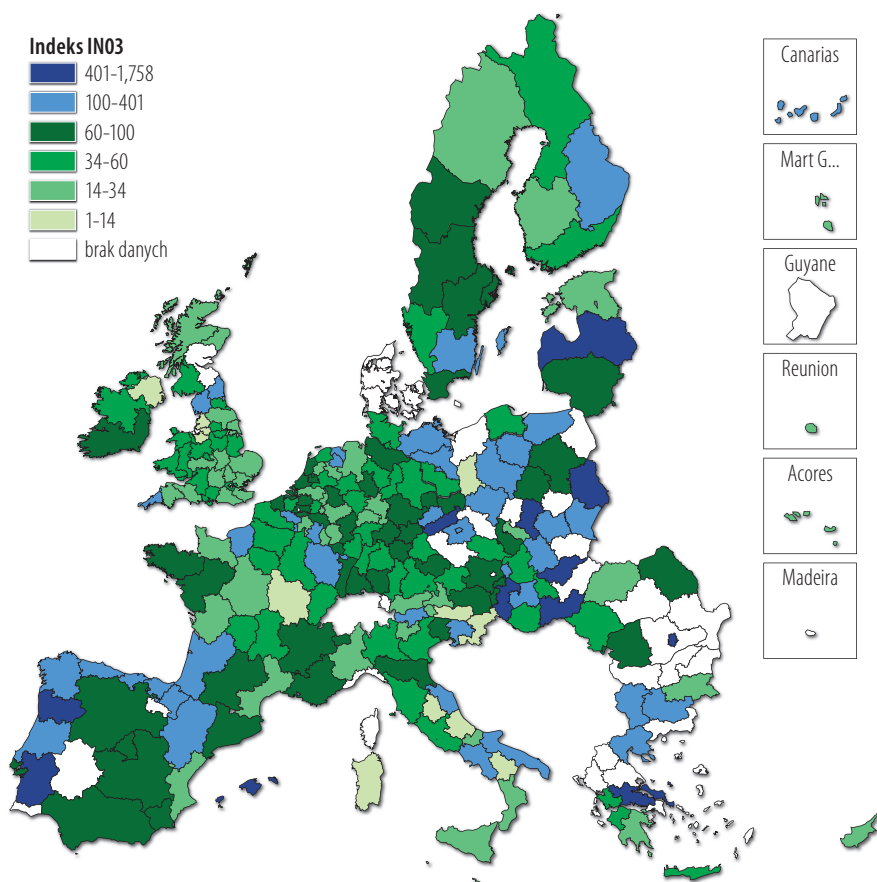 Indeks IN03
401-1,758
100-401
60-100
34-60
14-34
1-14
brak danych
Canarias
Mart G...
Guyane
Reunion
Acores
Madeira